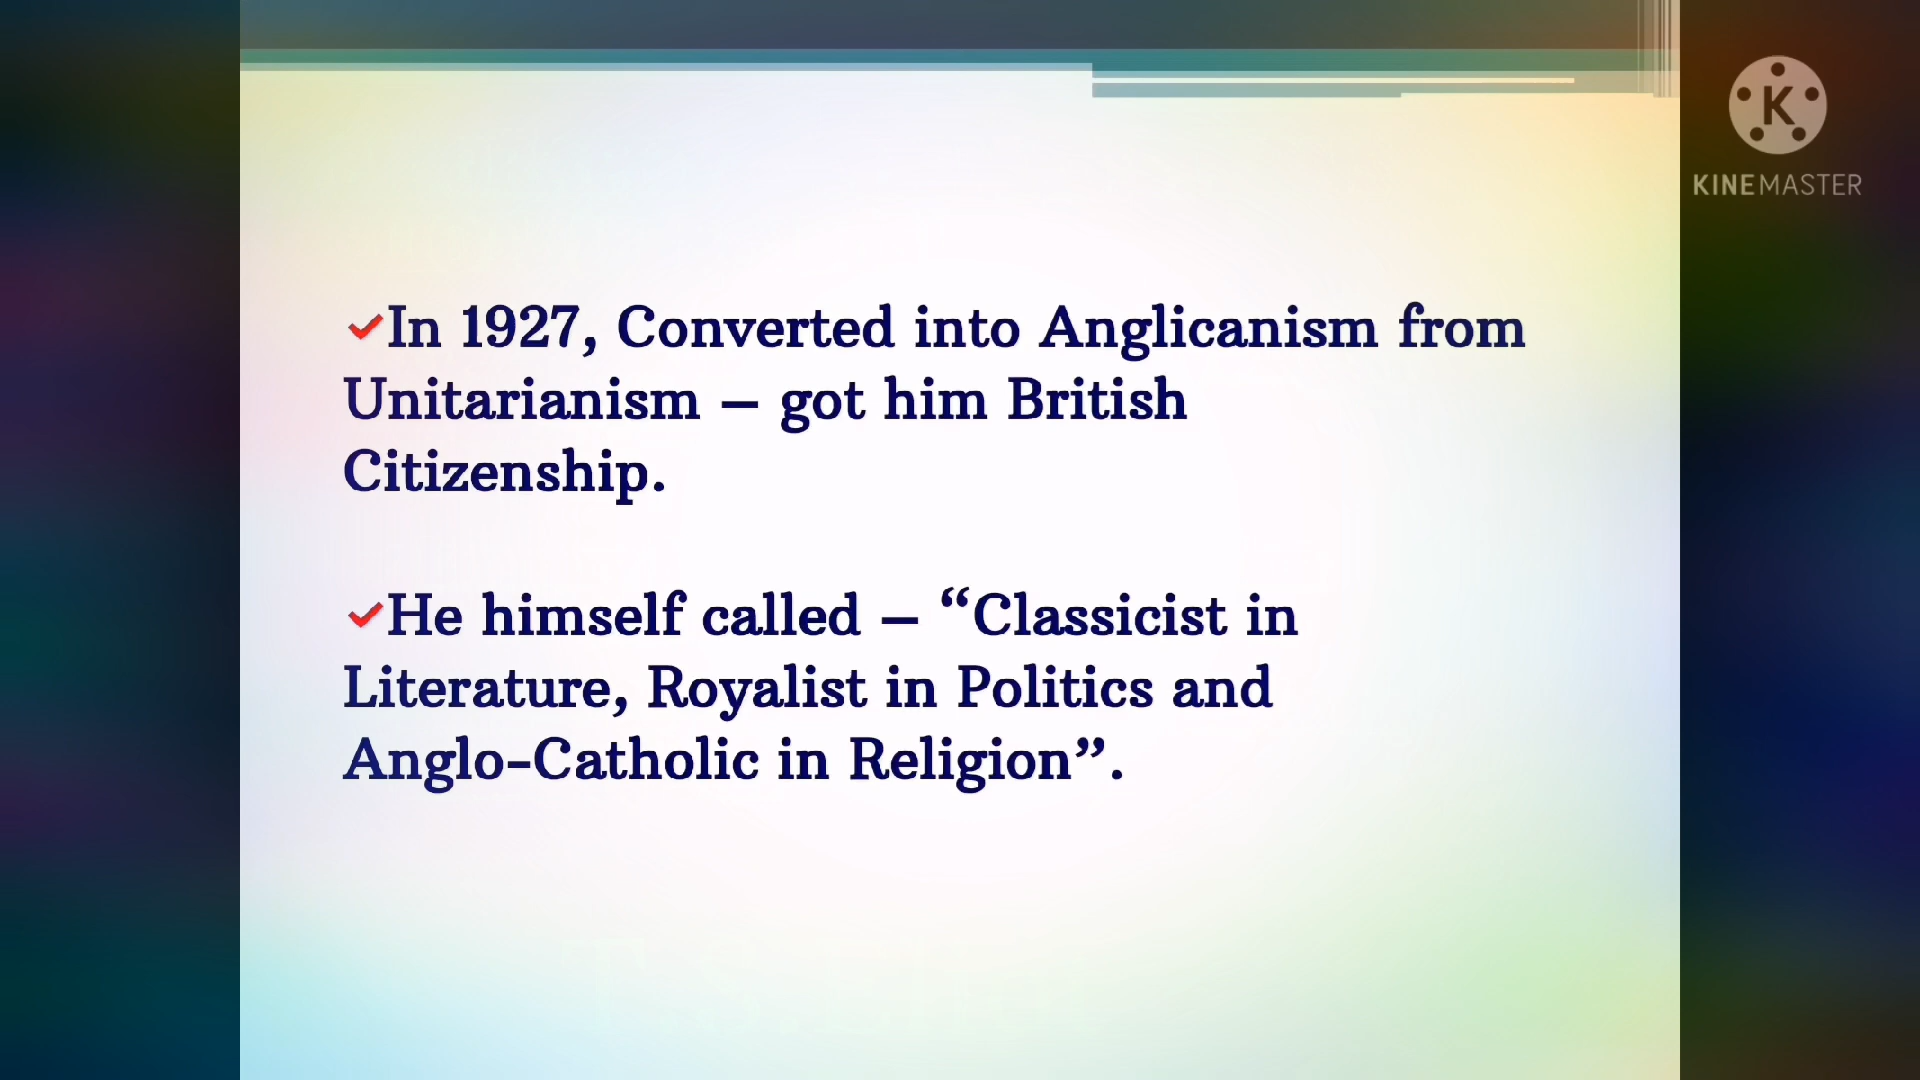 K
KINEMASTER
In 1927, Converted into Anglicanism from
Unitarianism – got him British
Citizenship.
He himself called – “Classicist in
Literature, Royalist in Politics and
Anglo-Catholic in Religion”.